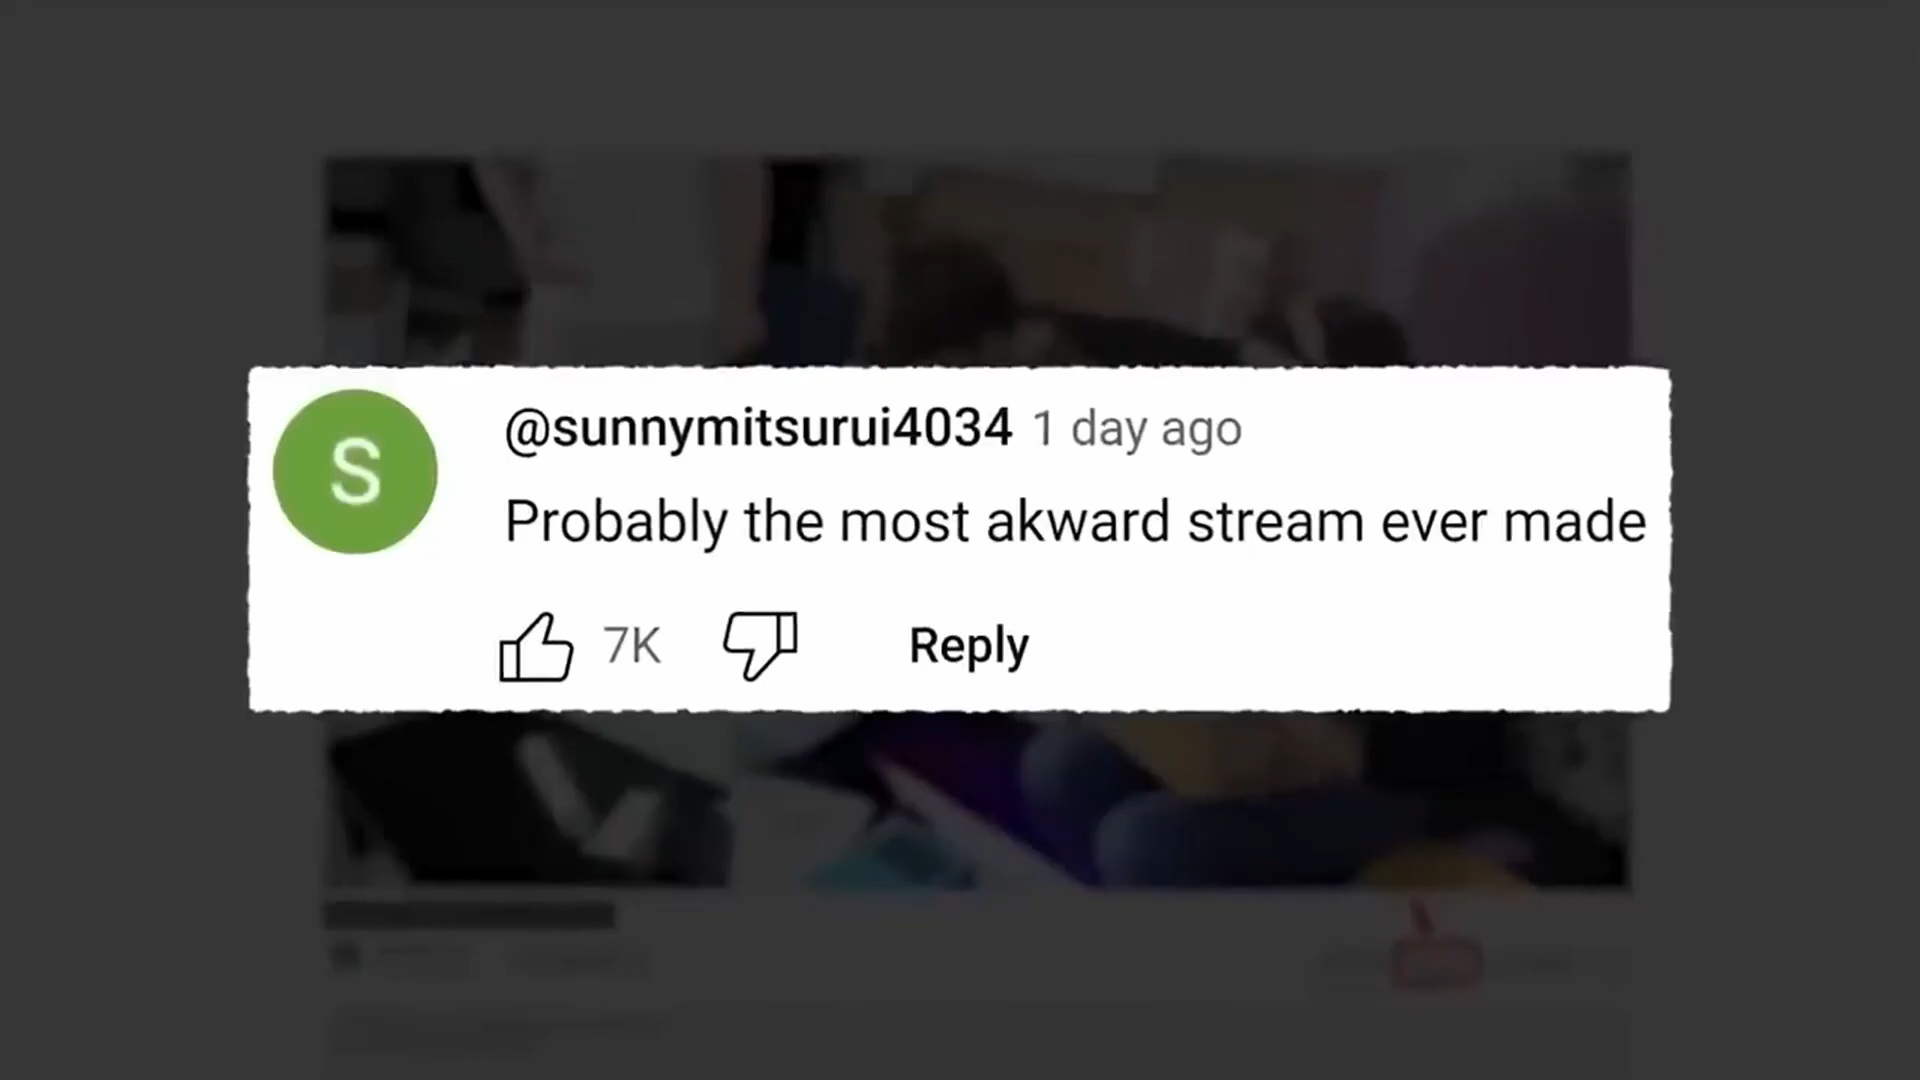 S
@sunnymitsurui4034 1 day ago
Probably the most akward stream ever made
7K Reply